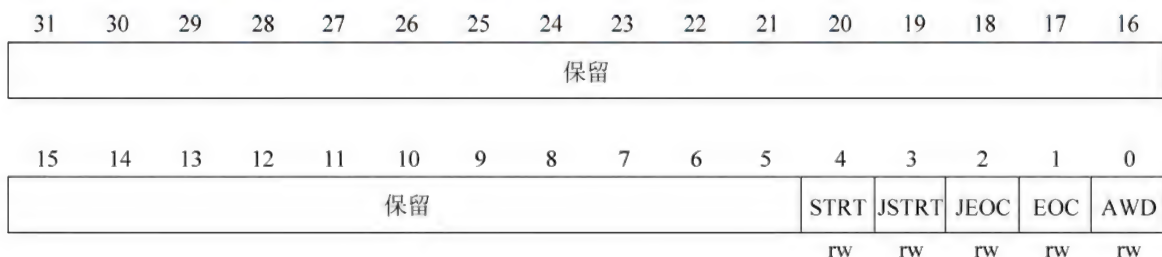 31 30 29 28 27 26 25 24 23 22 21 20 19 18 17 16
保留
15 14 13 12 11 10 9 8 7 6 5 4 3 2 1 0
保留 STRT JSTRT JEOC EOC AWD
rw rw rw rw rw